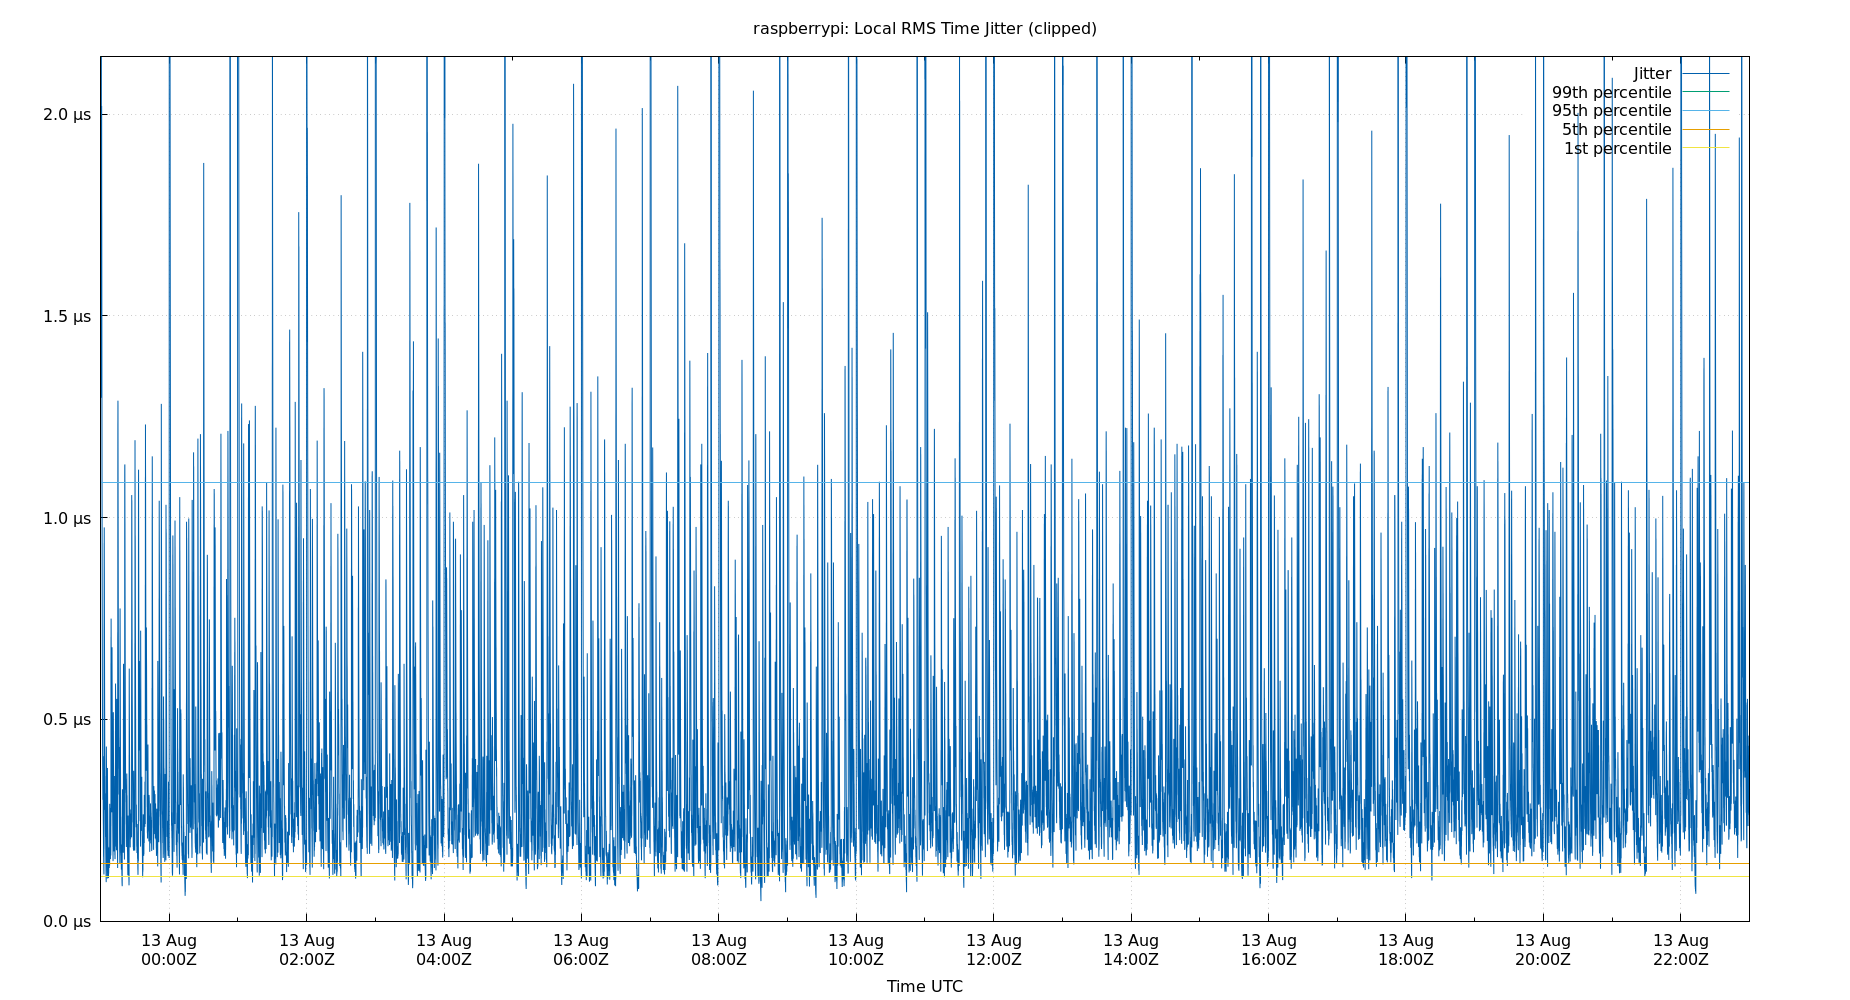 raspberrypi: Local RMS Time Jitter (clipped)
Jitter
99th percentile
95th percentile
5th percentile
1st percentile
2.0 µs
1.5 µs
1.0 µs
0.5 µs
0.0 µs
13 Aug 13 Aug 13 Aug 13 Aug 13 Aug 13 Aug 13 Aug 13 Aug 13 Aug 13 Aug 13 Aug 13 Aug
00:00Z 02:00Z 04:00Z 06:00Z 08:00Z 10:00Z 12:00Z 14:00Z 16:00Z 18:00Z 20:00Z 22:00Z
Time UTC